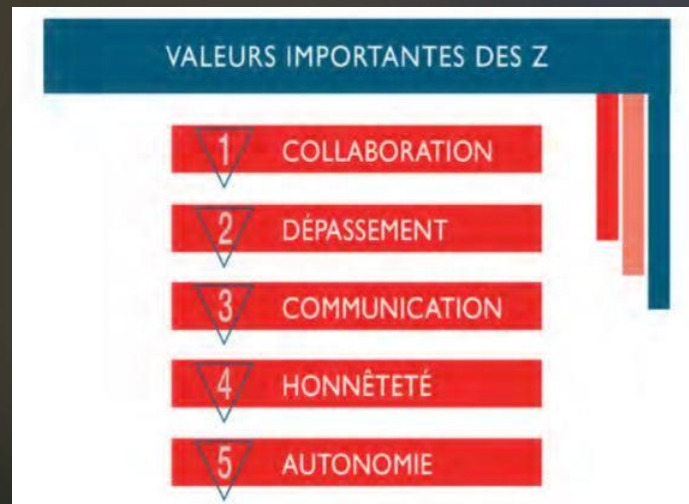 VALEURS IMPORTANTES DES Z
1 COLLABORATION
2 DÉPASSEMENT
3 COMMUNICATION
4 HONNÊTETÉ
5 AUTONOMIE